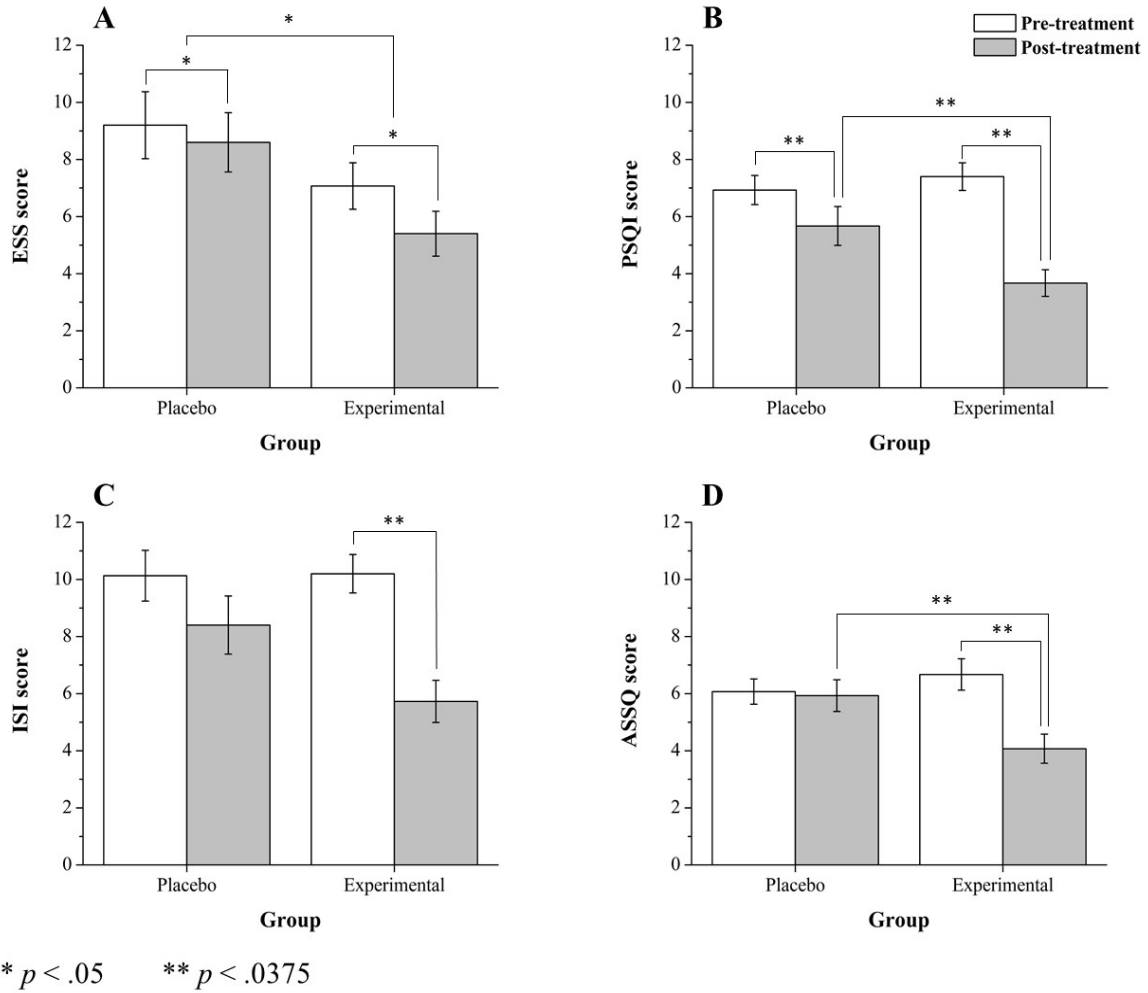 A
*
12
10
8
6
4
2
0
ESS score
*
*
Placebo
Experimental
Group
B
Pre-treatment
Post-treatment
12
10
8
6
4
2
0
PSQI score
**
**
**
Placebo
Experimental
Group
C
12
10
8
6
4
2
0
ISI score
**
Placebo
Experimental
Group
D
12
10
8
6
4
2
0
ASSQ score
**
**
Placebo
Experimental
Group
* p < .05 ** p < .0375